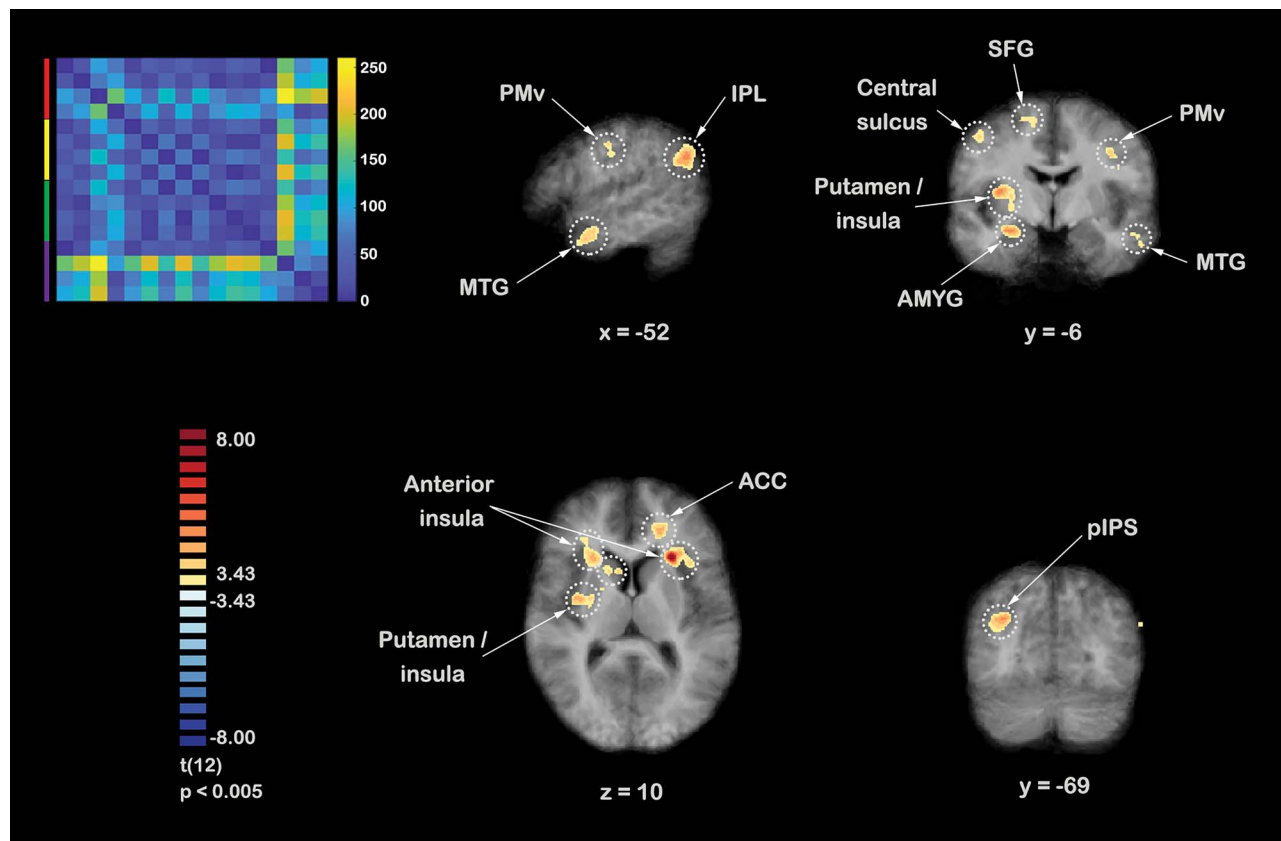 250
200
150
100
50
0
PMv
IPL
MTG
x = -52
SFG
Central
sulcus
PMv
Putamen /
insula
MTG
AMYG
y = -6
8.00
3.43
-3.43
-8.00
t(12)
p < 0.005
Anterior
insula
ACC
Putamen /
insula
z = 10
pIPS
y = -69